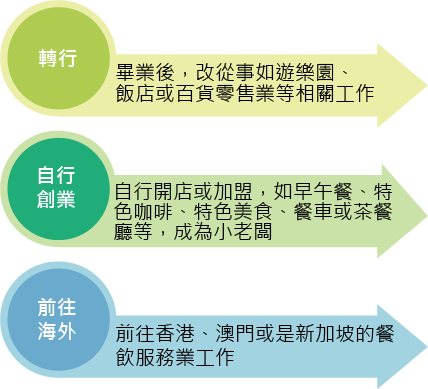 轉行
畢業後，改從事如遊樂園、
飯店或百貨零售業等相關工作
自行
創業
自行開店或加盟，如早午餐、特
色咖啡、特色美食、餐車或茶餐
廳等，成為小老闆
前往
海外
前往香港、澳門或是新加坡的餐
飲服務業工作